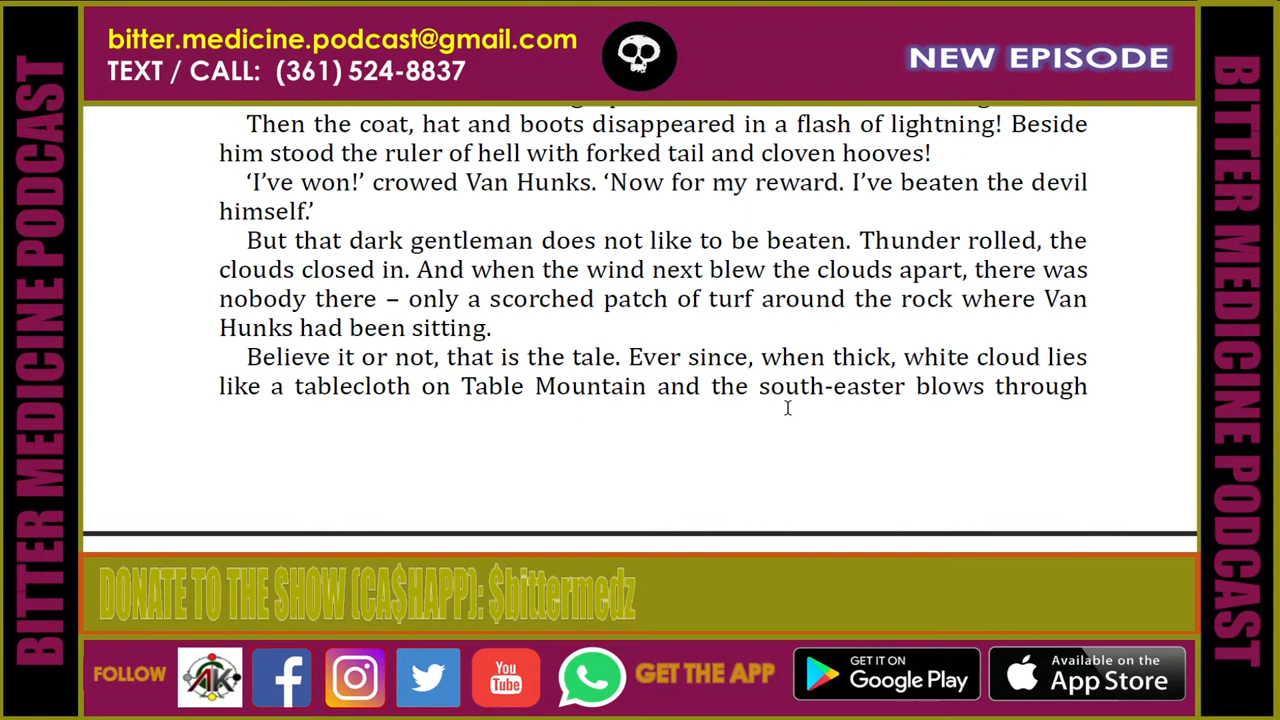 BITTER MEDICINE PODCAST
bitter.medicine.podcast@gmail.com
TEXT / CALL: (361) 524-8837
NEW EPISODE
BITTER MEDICINE PODCAST
Then the coat, hat and boots disappeared in a flash of lightning! Beside
him stood the ruler of hell with forked tail and cloven hooves!
‘I’ve won!’ crowed Van Hunks. ‘Now for my reward. I’ve beaten the devil
himself.’
But that dark gentleman does not like to be beaten. Thunder rolled, the
clouds closed in. And when the wind next blew the clouds apart, there was
nobody there – only a scorched patch of turf around the rock where Van
Hunks had been sitting.
Believe it or not, that is the tale. Ever since, when thick, white cloud lies
like a tablecloth on Table Mountain and the south-easter blows through
DONATE TO THE $HOW (CA$HAPP): $bittermedz
FOLLOW
ATK
You
Tube
GET THE APP
GET IT ON
Google Play
Available on the
App Store